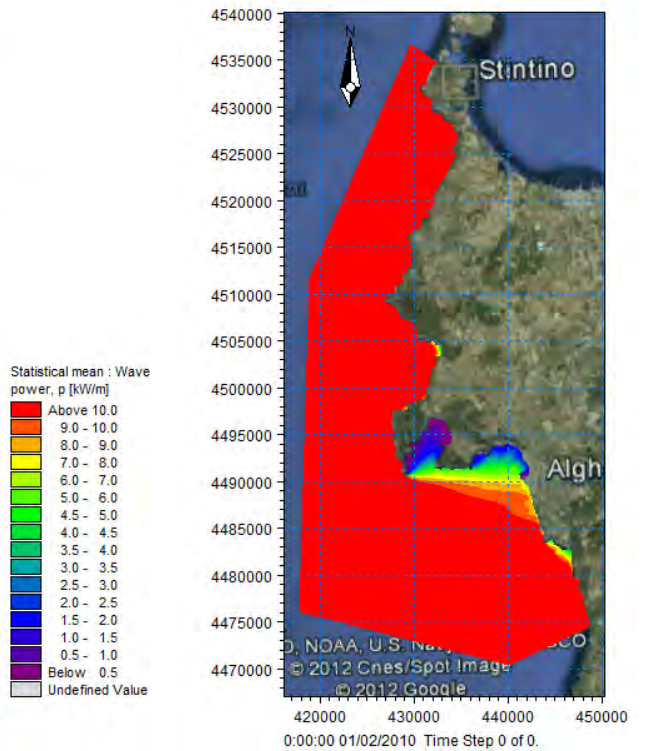 4540000
4535000
4530000
4525000
4520000
4515000
4510000
4505000
4500000
4495000
4490000
4485000
4480000
4475000
4470000
N
Stintino
Algh
, NOAA, U.S.
© 2012 Cnes/Spot Image
© 2012 Google
420000 430000 440000 450000
0:00:00 01/02/2010 Time Step 0 of 0.
Statistical mean : Wave
power, p [kW/m]
Above 10.0
9.0 - 10.0
8.0 - 9.0
7.0 - 8.0
6.0 - 7.0
5.0 - 6.0
4.5 - 5.0
4.0 - 4.5
3.5 - 4.0
3.0 - 3.5
2.5 - 3.0
2.0 - 2.5
1.5 - 2.0
1.0 - 1.5
0.5 - 1.0
Below 0.5
Undefined Value